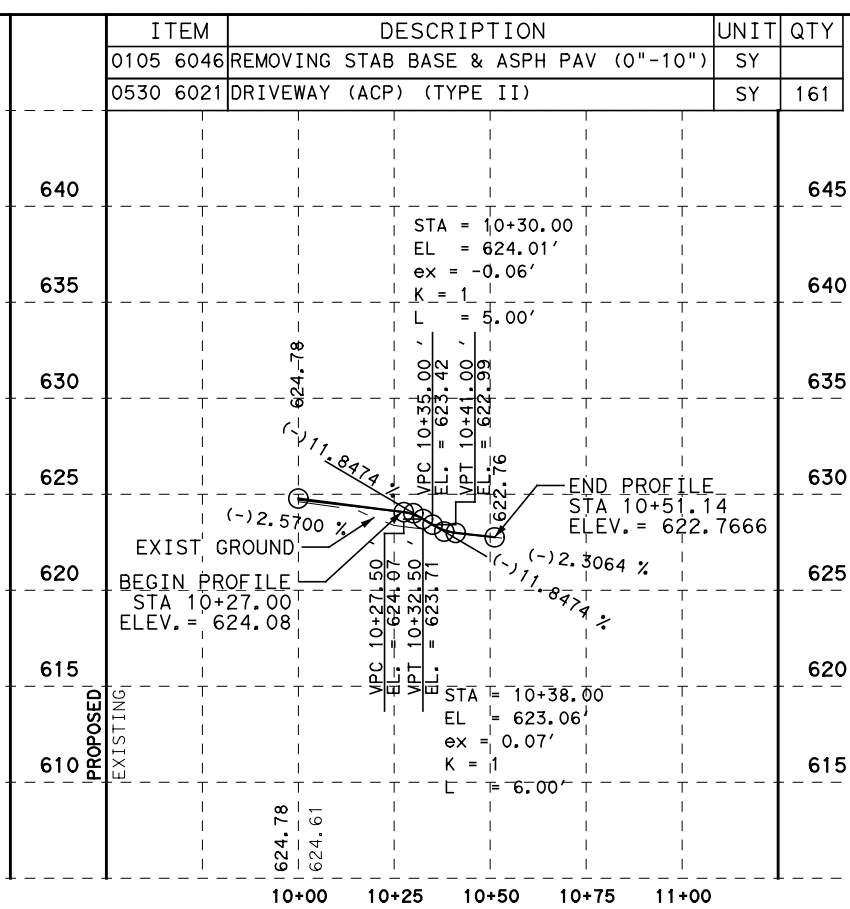 ITEM DESCRIPTION UNIT QTY
0105 6046 REMOVING STAB BASE & ASPH PAV (0"-10") SY
0530 6021 DRIVEWAY (ACP) (TYPE II) SY 161
640 645
STA = 10+30.00
EL = 624.01'
ex = -0.06'
K = 1
L = 5.00'
635 640
630 635
624.78
VPC 10+35.00 '
EL. = 623.42
VPT 10+41.00 '
EL. = 622.99
622.76
(-)11.8474 %
625 630
(-)2.5700 %
END PROFILE
STA 10+51.14
ELEV.= 622.7666
EXIST GROUND
(-)2.3064 %
(-)11.8474 %
620 625
BEGIN PROFILE
STA 10+27.00
ELEV.= 624.08
VPC 10+27.50 '
EL. = 624.07
VPT 10+32.50 '
EL. = 623.71
615 620
STA = 10+38.00
EL = 623.06'
ex = 0.07'
K = 1
L = 6.00'
PROPOSED
EXISTING
610 615
624.78
624.61
10+00 10+25 10+50 10+75 11+00